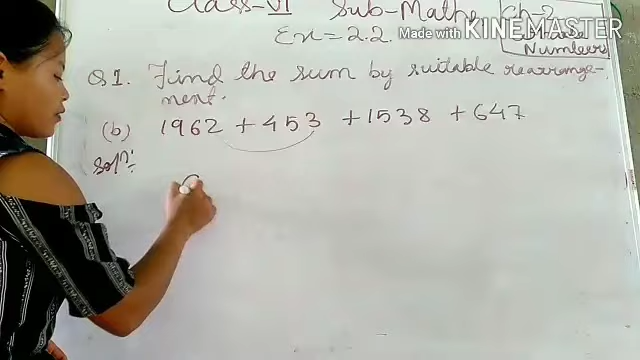 Class-VI Sub-Maths Ch-2
Made with KINEMASTER
Ex = 2.2. Numbers
Q1. Find the sum by suitable rearrange-
ment.
(b) 1962 + 453 + 1538 + 647
Solⁿ:-